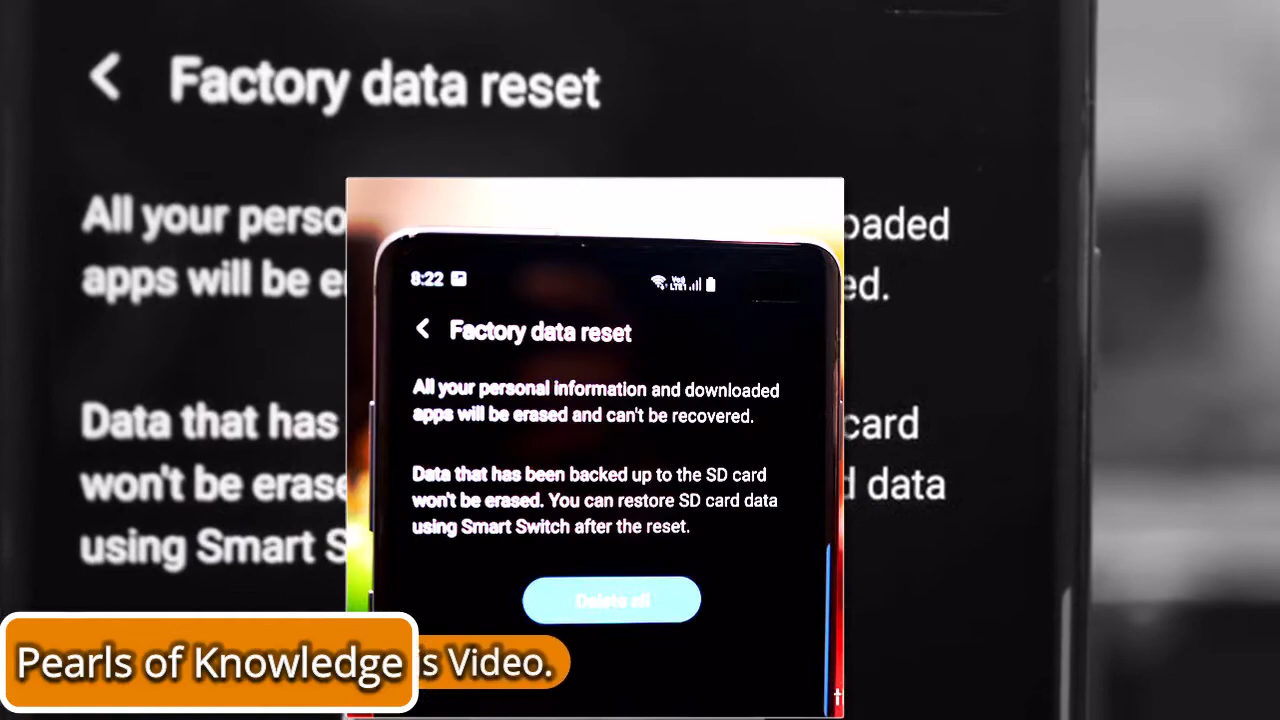 Factory data reset
All your perso
oaded
apps will be e
ed.
Data that has
card
won't be erase
d data
using Smart S
8:22
Factory data reset
All your personal information and downloaded
apps will be erased and can't be recovered.
Data that has been backed up to the SD card
won't be erased. You can restore SD card data
using Smart Switch after the reset.
Delete all
Pearls of Knowledge
is Video.